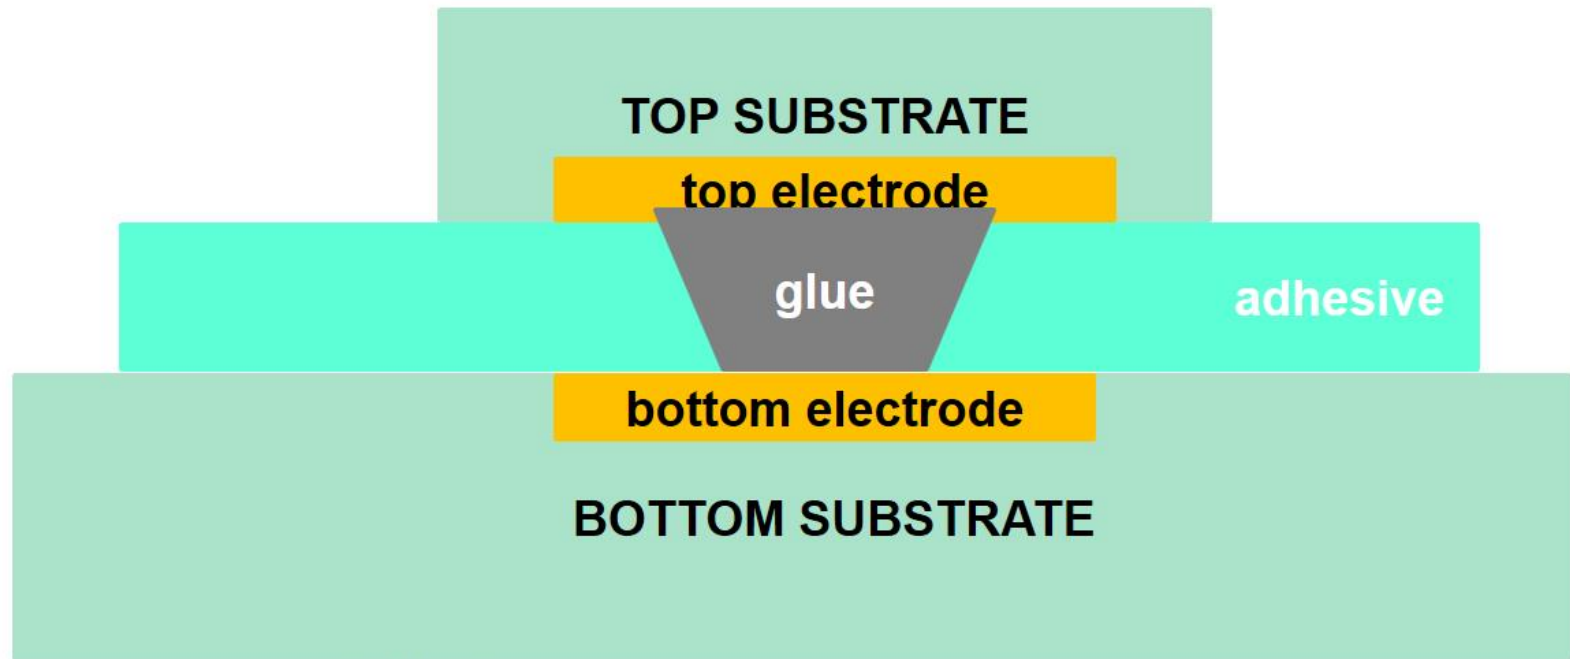 TOP SUBSTRATE
top electrode
glue
adhesive
bottom electrode
BOTTOM SUBSTRATE